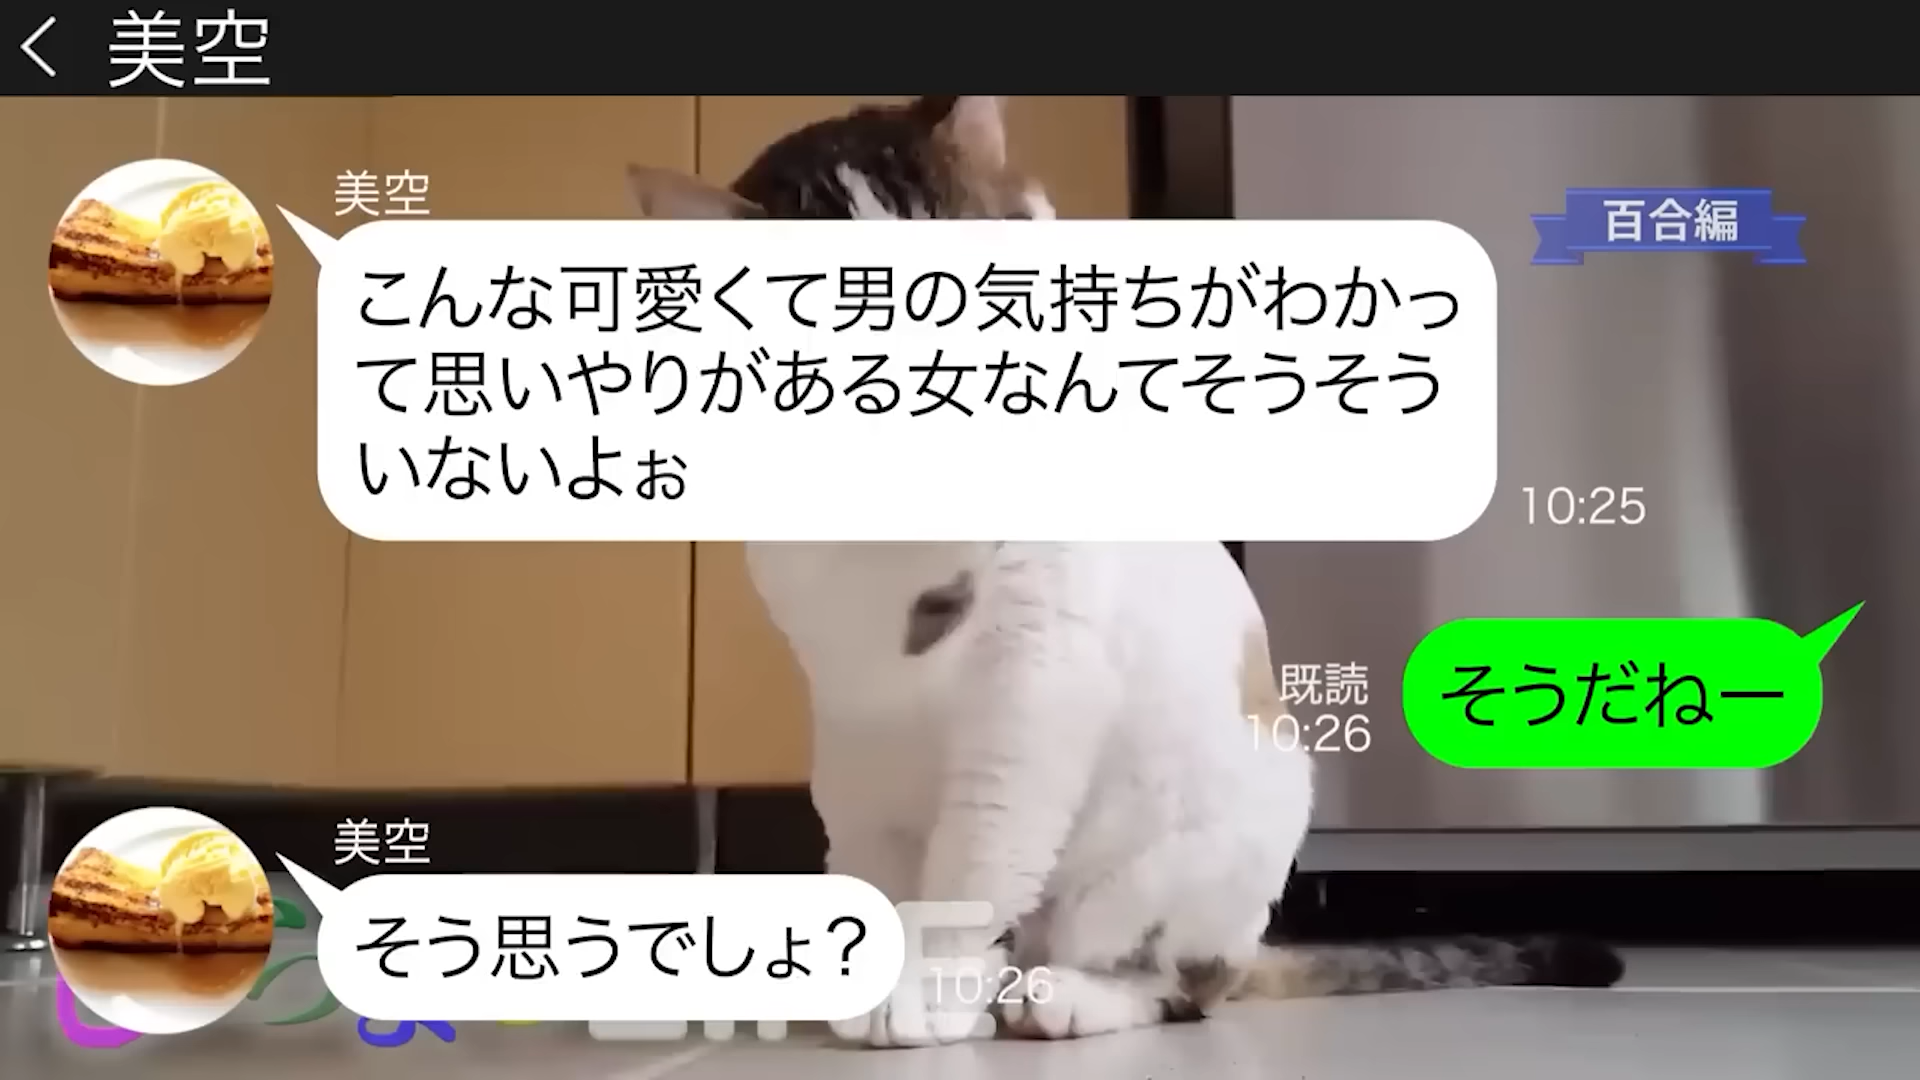 美空
美空
百合編
こんな可愛くて男の気持ちがわかっ
て思いやりがある女なんてそうそう
いないよぉ
10:25
そうだねー
既読
10:26
美空
そう思うでしょ?
10:26